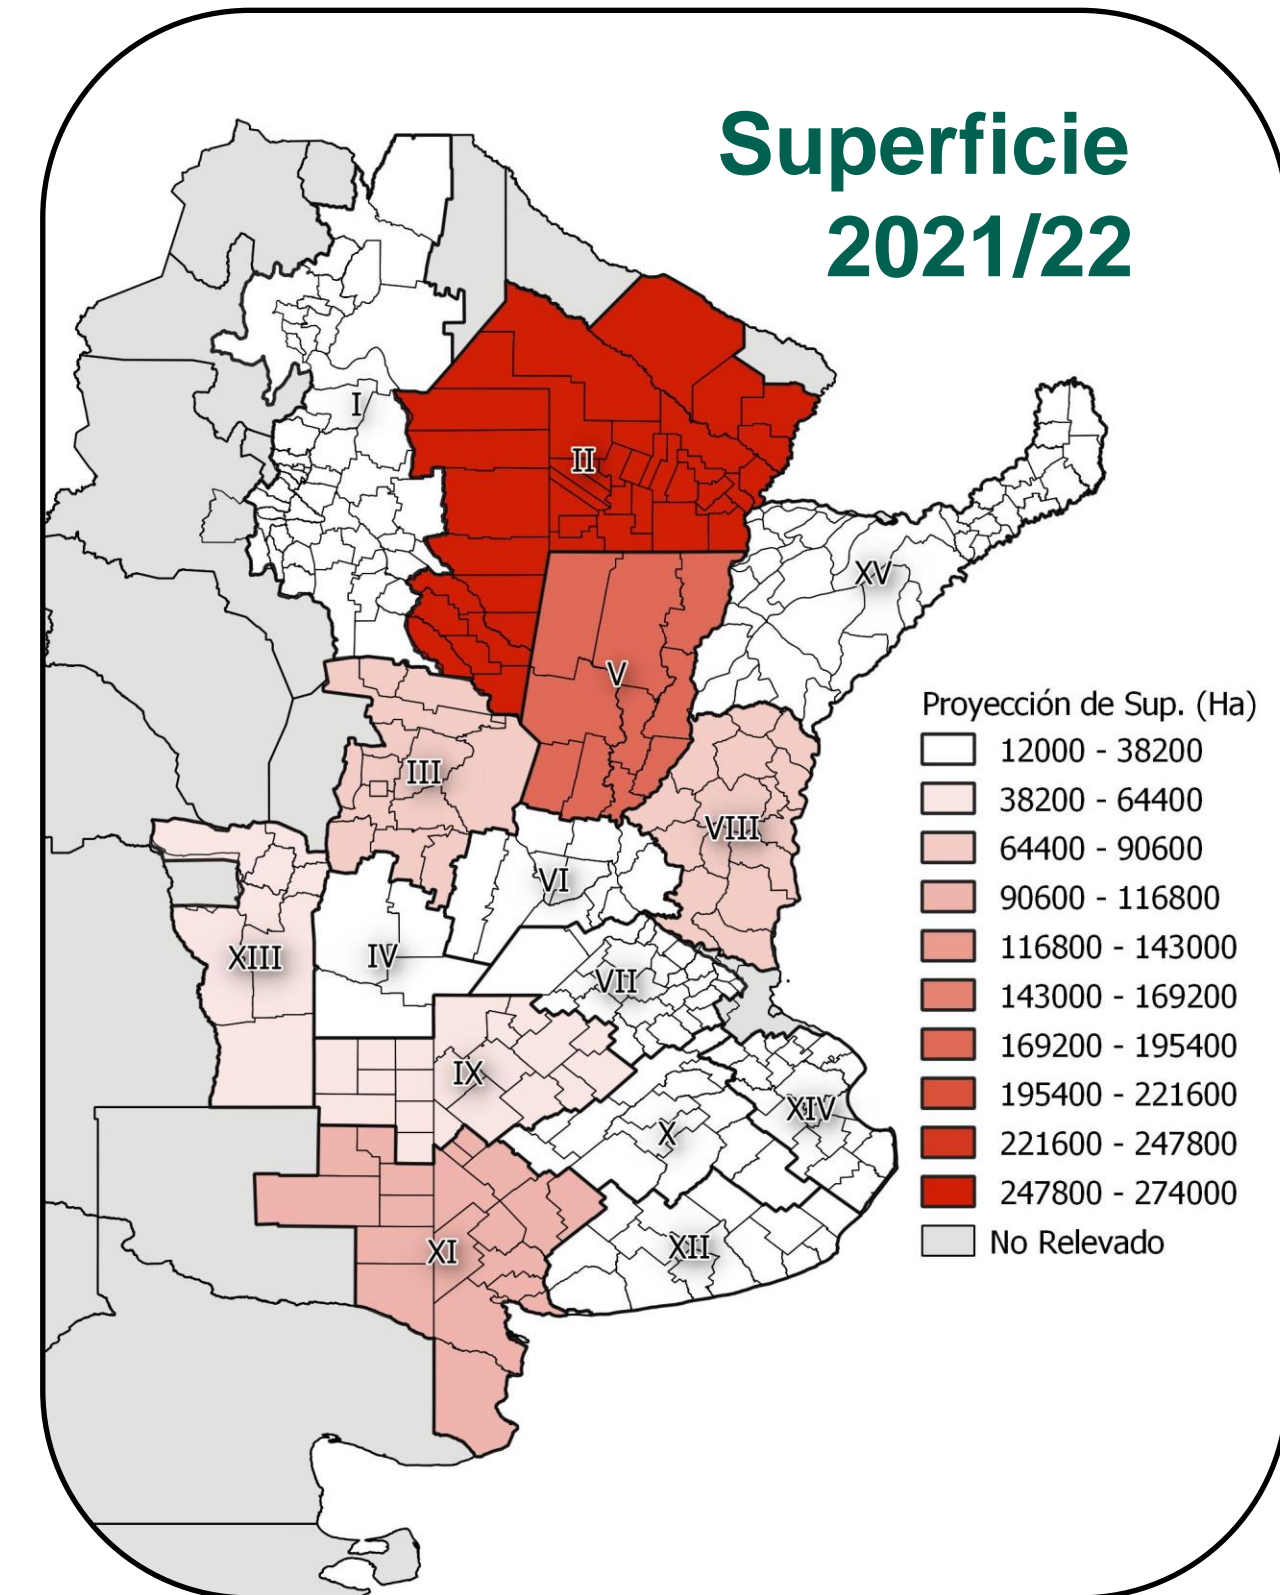 Superficie
2021/22
I
II
XV
V
III
VIII
VI
XIII
IV
VII
IX
XIV
X
XI
XII
Proyección de Sup. (Ha)
12000 - 38200
38200 - 64400
64400 - 90600
90600 - 116800
116800 - 143000
143000 - 169200
169200 - 195400
195400 - 221600
221600 - 247800
247800 - 274000
No Relevado